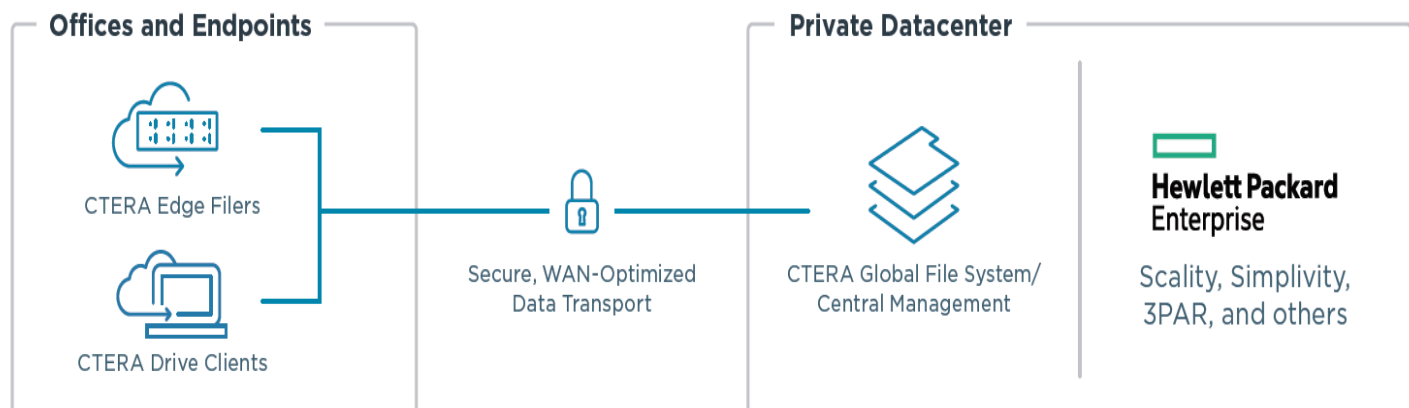 Offices and Endpoints
CTERA Edge Filers
CTERA Drive Clients
Secure, WAN-Optimized
Data Transport
Private Datacenter
CTERA Global File System/
Central Management
Hewlett Packard
Enterprise
Scality, Simplivity,
3PAR, and others